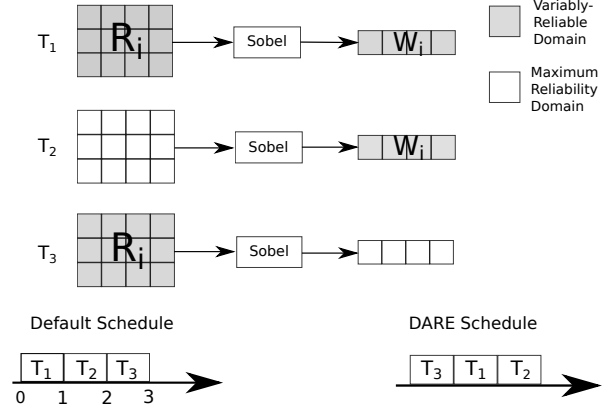 T1
Ri
Sobel
Wi
Variably-
Reliable
Domain
Maximum
Reliability
Domain
T2
Sobel
Wi
T3
Ri
Sobel
Default Schedule
DARE Schedule
T1 T2 T3
0 1 2 3
T3 T1 T2